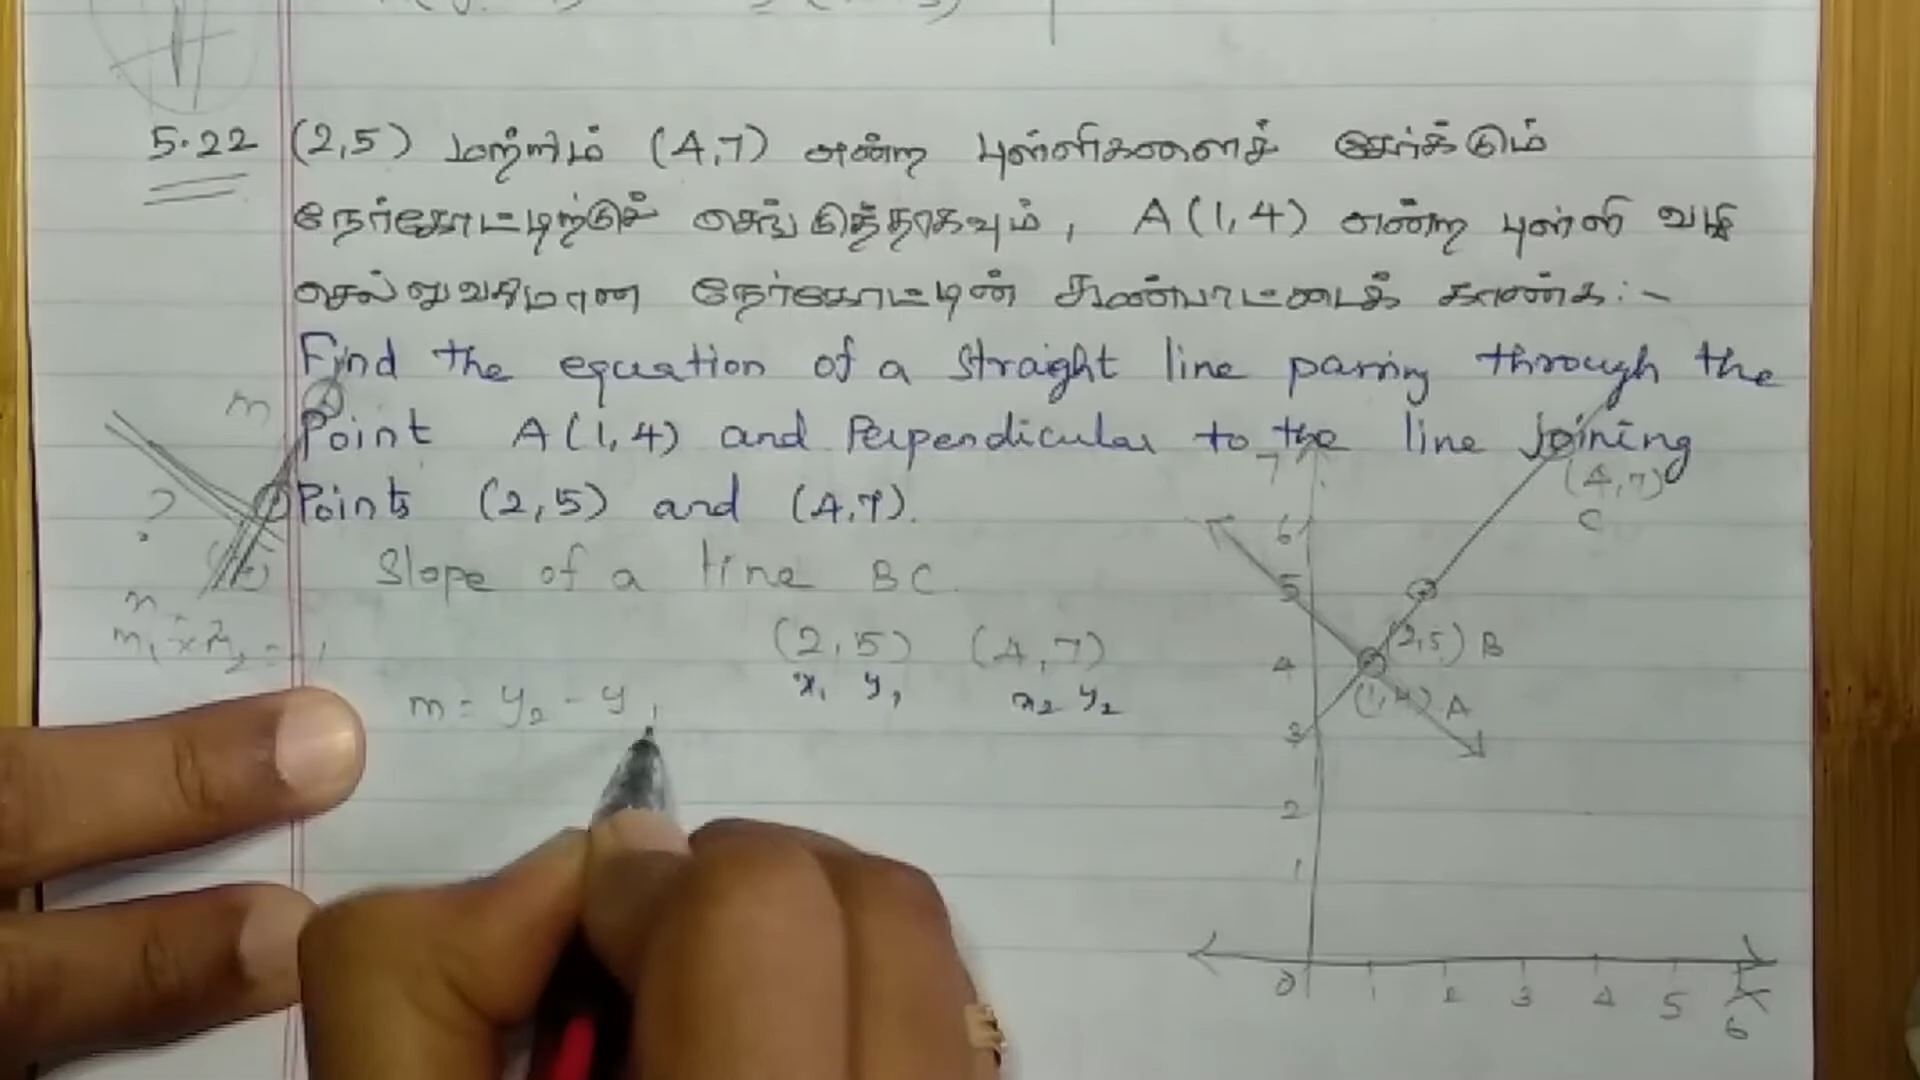 5.22 (2,5) மற்றும் (4,7) என்ற புள்ளிகளைச் சேர்க்கும்
நேர்கோட்டிற்குச் செங்குத்தாகவும், A(1,4) என்ற புள்ளி வழி
செல்லுவதுமான நேர்கோட்டின் சமன்பாட்டைக் காண்க:-
Find the equation of a straight line passing through the
Point A(1,4) and Perpendicular to the line joining
Points (2,5) and (4,7).
Slope of a line BC
(2,5) (4,7)
x₁ y₁ x₂ y₂
m = y₂ - y₁
m
?
m₁ × m₂ = -1
7
6
5
4
3
2
1
0 1 2 3 4 5 6
(4,7)
C
(2,5) B
(1,4) A